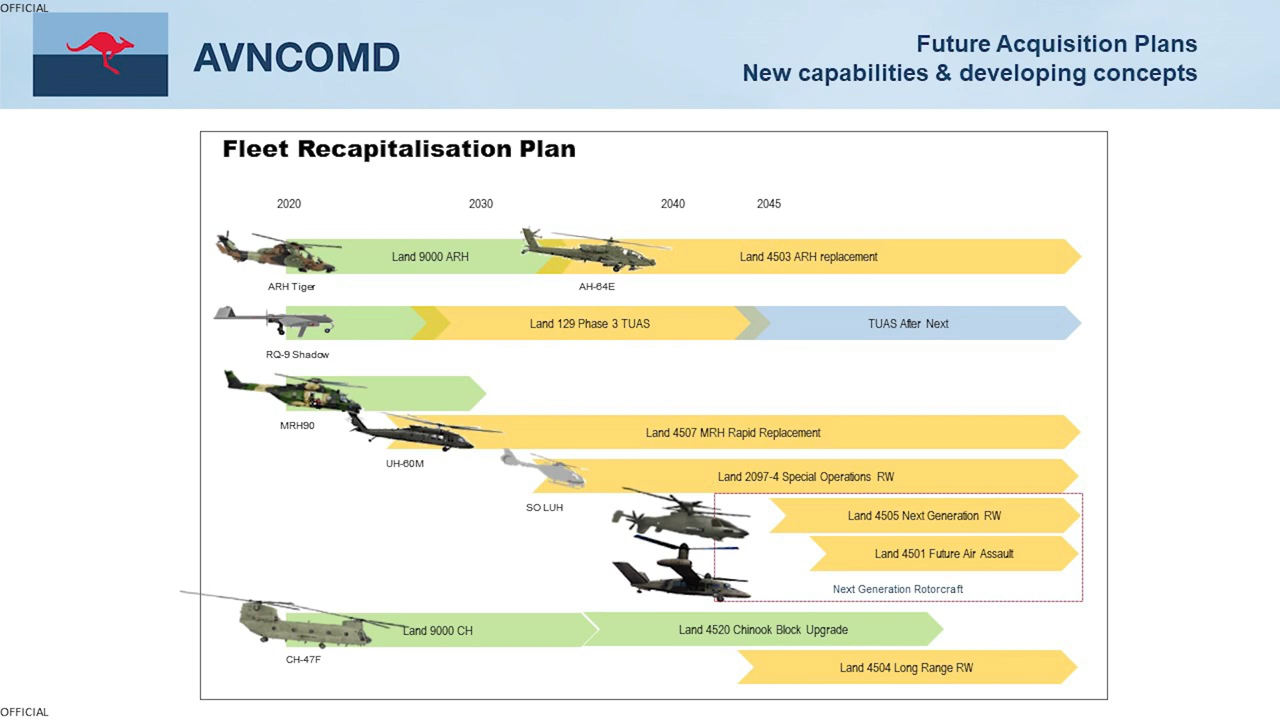 OFFICIAL
AVNCOMD
Future Acquisition Plans
New capabilities & developing concepts
Fleet Recapitalisation Plan
2020 2030 2040 2045
Land 9000 ARH Land 4503 ARH replacement
ARH Tiger AH-64E
Land 129 Phase 3 TUAS TUAS After Next
RQ-9 Shadow
MRH90
Land 4507 MRH Rapid Replacement
UH-60M
Land 2097-4 Special Operations RW
SO LUH
Land 4505 Next Generation RW
Land 4501 Future Air Assault
Next Generation Rotorcraft
Land 9000 CH Land 4520 Chinook Block Upgrade
CH-47F
Land 4504 Long Range RW
OFFICIAL